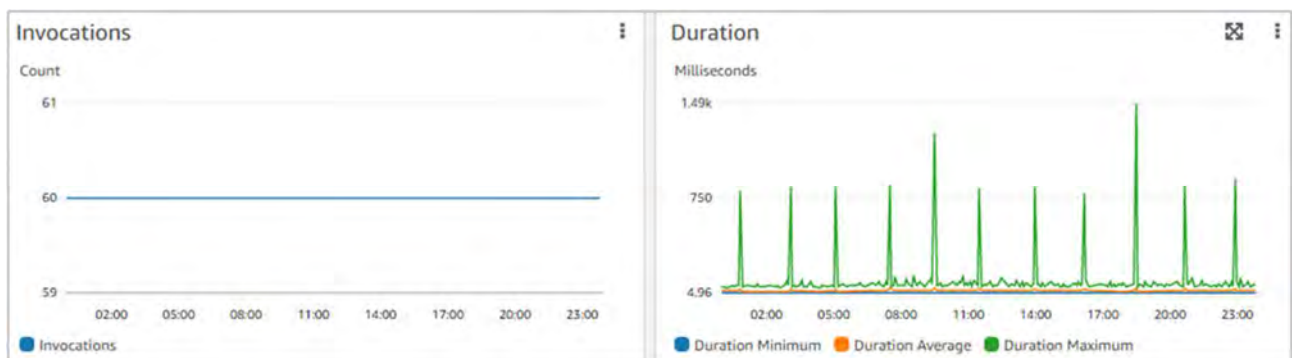 Invocations
Count
61
60
59
02:00 05:00 08:00 11:00 14:00 17:00 20:00 23:00
Invocations
Duration
Milliseconds
1.49k
750
4.96
02:00 05:00 08:00 11:00 14:00 17:00 20:00 23:00
Duration Minimum Duration Average Duration Maximum